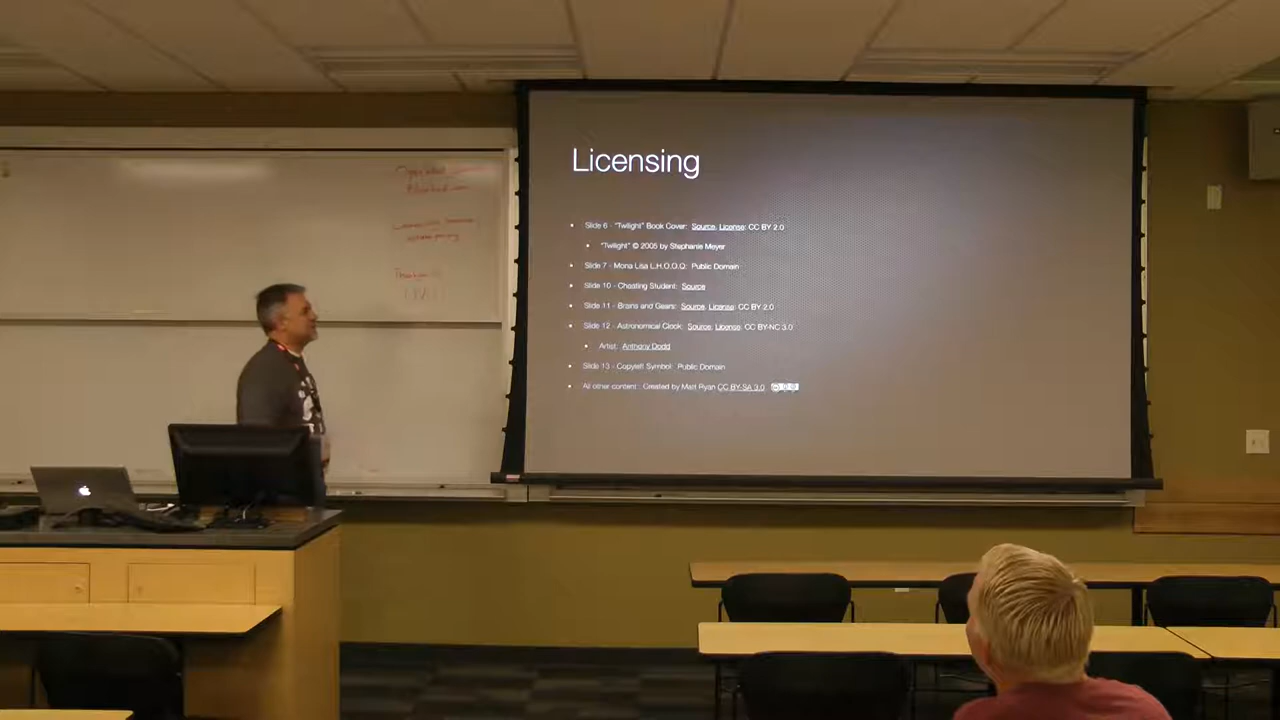 Licensing
• Slide 6 - "Twilight" Book Cover: Source, License: CC BY 2.0
• "Twilight" © 2005 by Stephanie Meyer
• Slide 7 - Mona Lisa L.H.O.O.Q: Public Domain
• Slide 10 - Cheating Student: Source
• Slide 11 - Brains and Gears: Source, License: CC BY 2.0
• Slide 12 - Astronomical Clock: Source, License: CC BY-NC 3.0
• Artist: Anthony Dodd
• Slide 13 - Copyleft Symbol: Public Domain
• All other content: Created by Matt Ryan CC BY-SA 3.0